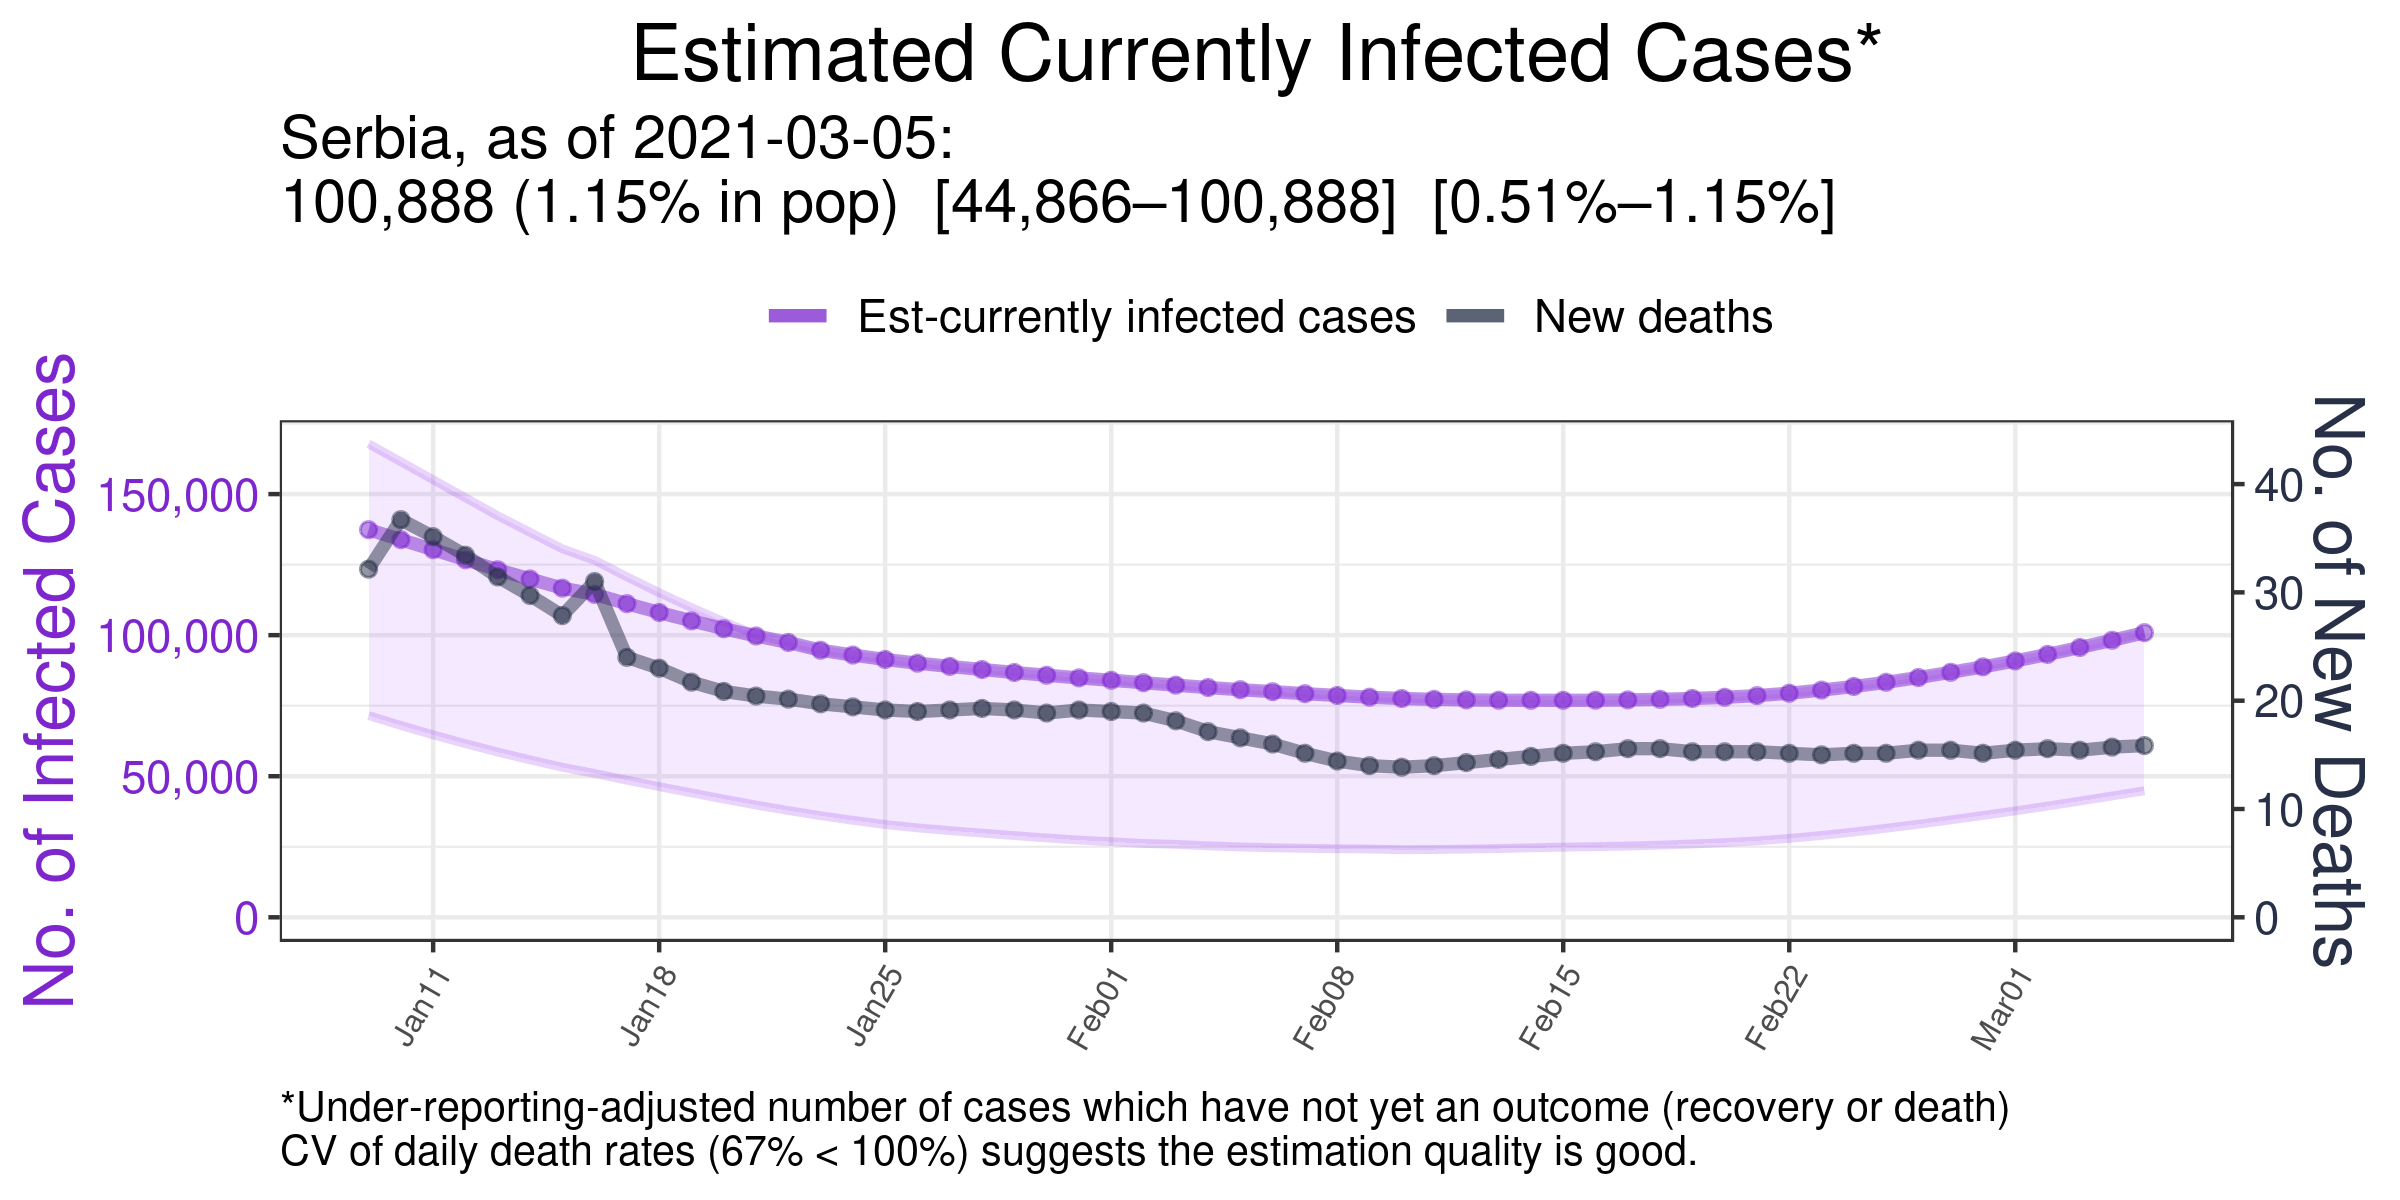 Estimated Currently Infected Cases*
Serbia, as of 2021-03-05:
100,888 (1.15% in pop)  [44,866–100,888]  [0.51%–1.15%]
Est-currently infected cases
New deaths
No. of Infected Cases
150,000
100,000
50,000
0
40
30
20
10
0
No. of New Deaths
Jan11
Jan18
Jan25
Feb01
Feb08
Feb15
Feb22
Mar01
*Under-reporting-adjusted number of cases which have not yet an outcome (recovery or death)
CV of daily death rates (67% < 100%) suggests the estimation quality is good.